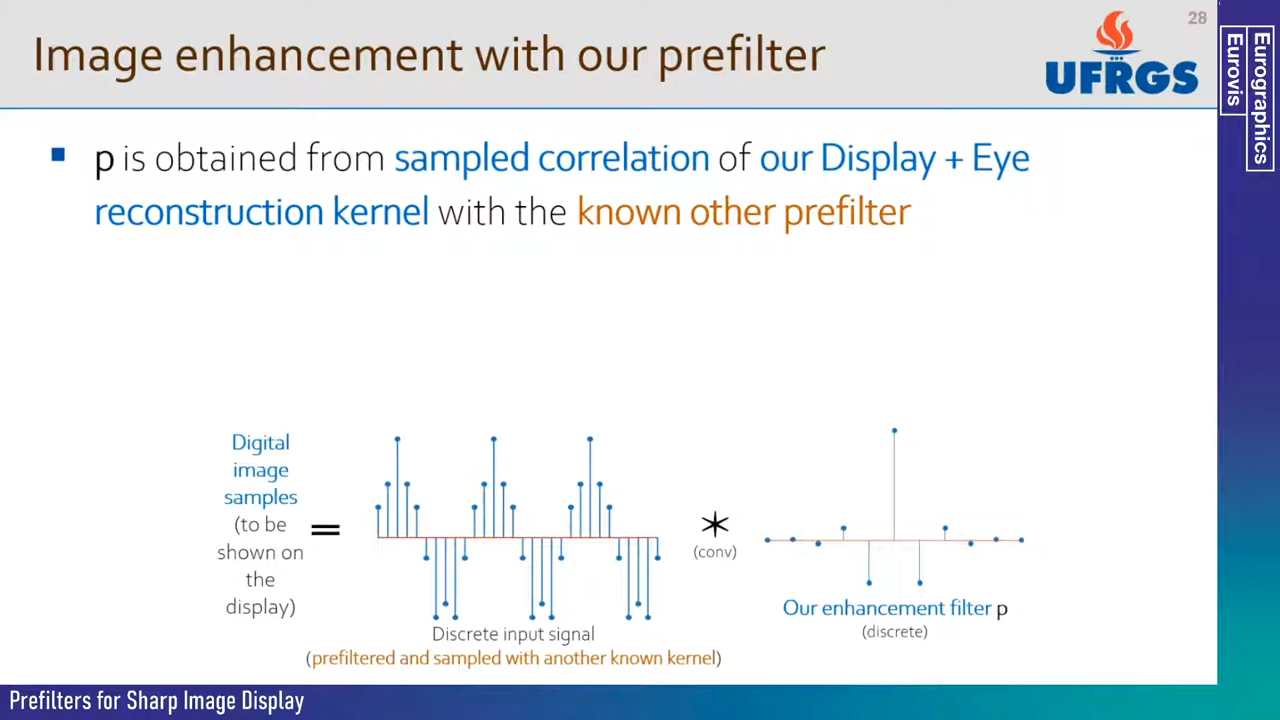 28
Image enhancement with our prefilter
UFRGS
Eurographics
Eurovis
p is obtained from sampled correlation of our Display + Eye
reconstruction kernel with the known other prefilter
Digital
image
samples
(to be
shown on
the
display)
=
*
(conv)
Discrete input signal
(prefiltered and sampled with another known kernel)
Our enhancement filter p
(discrete)
Prefilters for Sharp Image Display